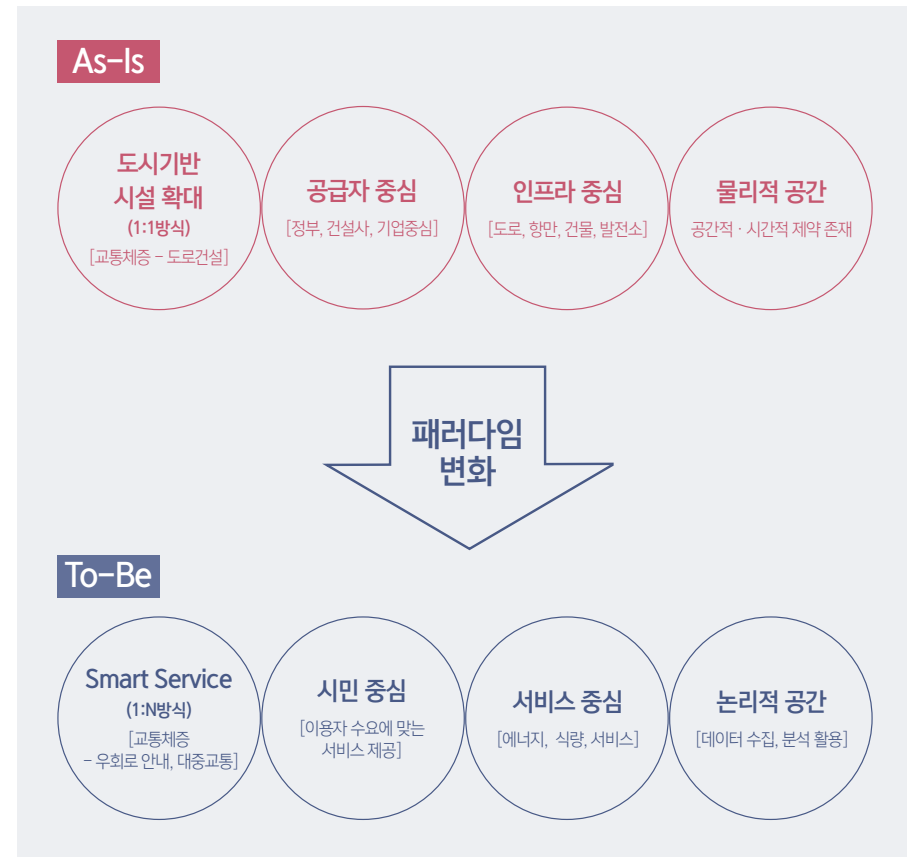 As-Is
도시기반
시설 확대
(1:1방식)
[교통체증 - 도로건설]
공급자 중심
[정부, 건설사, 기업중심]
인프라 중심
[도로, 항만, 건물, 발전소]
물리적 공간
공간적 · 시간적 제약 존재
패러다임
변화
To-Be
Smart Service
(1:N방식)
[교통체증
- 우회로 안내, 대중교통]
시민 중심
[이용자 수요에 맞는
서비스 제공]
서비스 중심
[에너지, 식량, 서비스]
논리적 공간
[데이터 수집, 분석 활용]